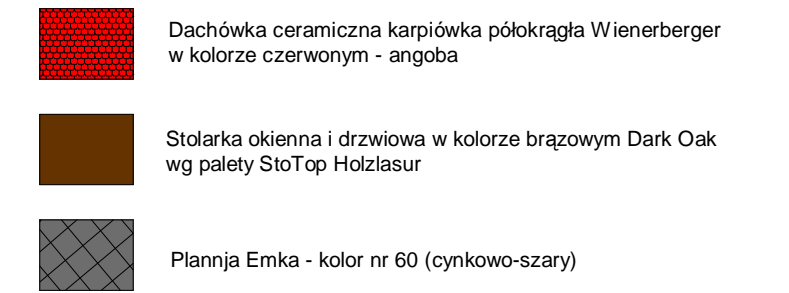 Dachówka ceramiczna karpiówka półokrągła Wienerberger
w kolorze czerwonym - angoba
Stolarka okienna i drzwiowa w kolorze brązowym Dark Oak
wg palety StoTop Holzlasur
Plannja Emka - kolor nr 60 (cynkowo-szary)